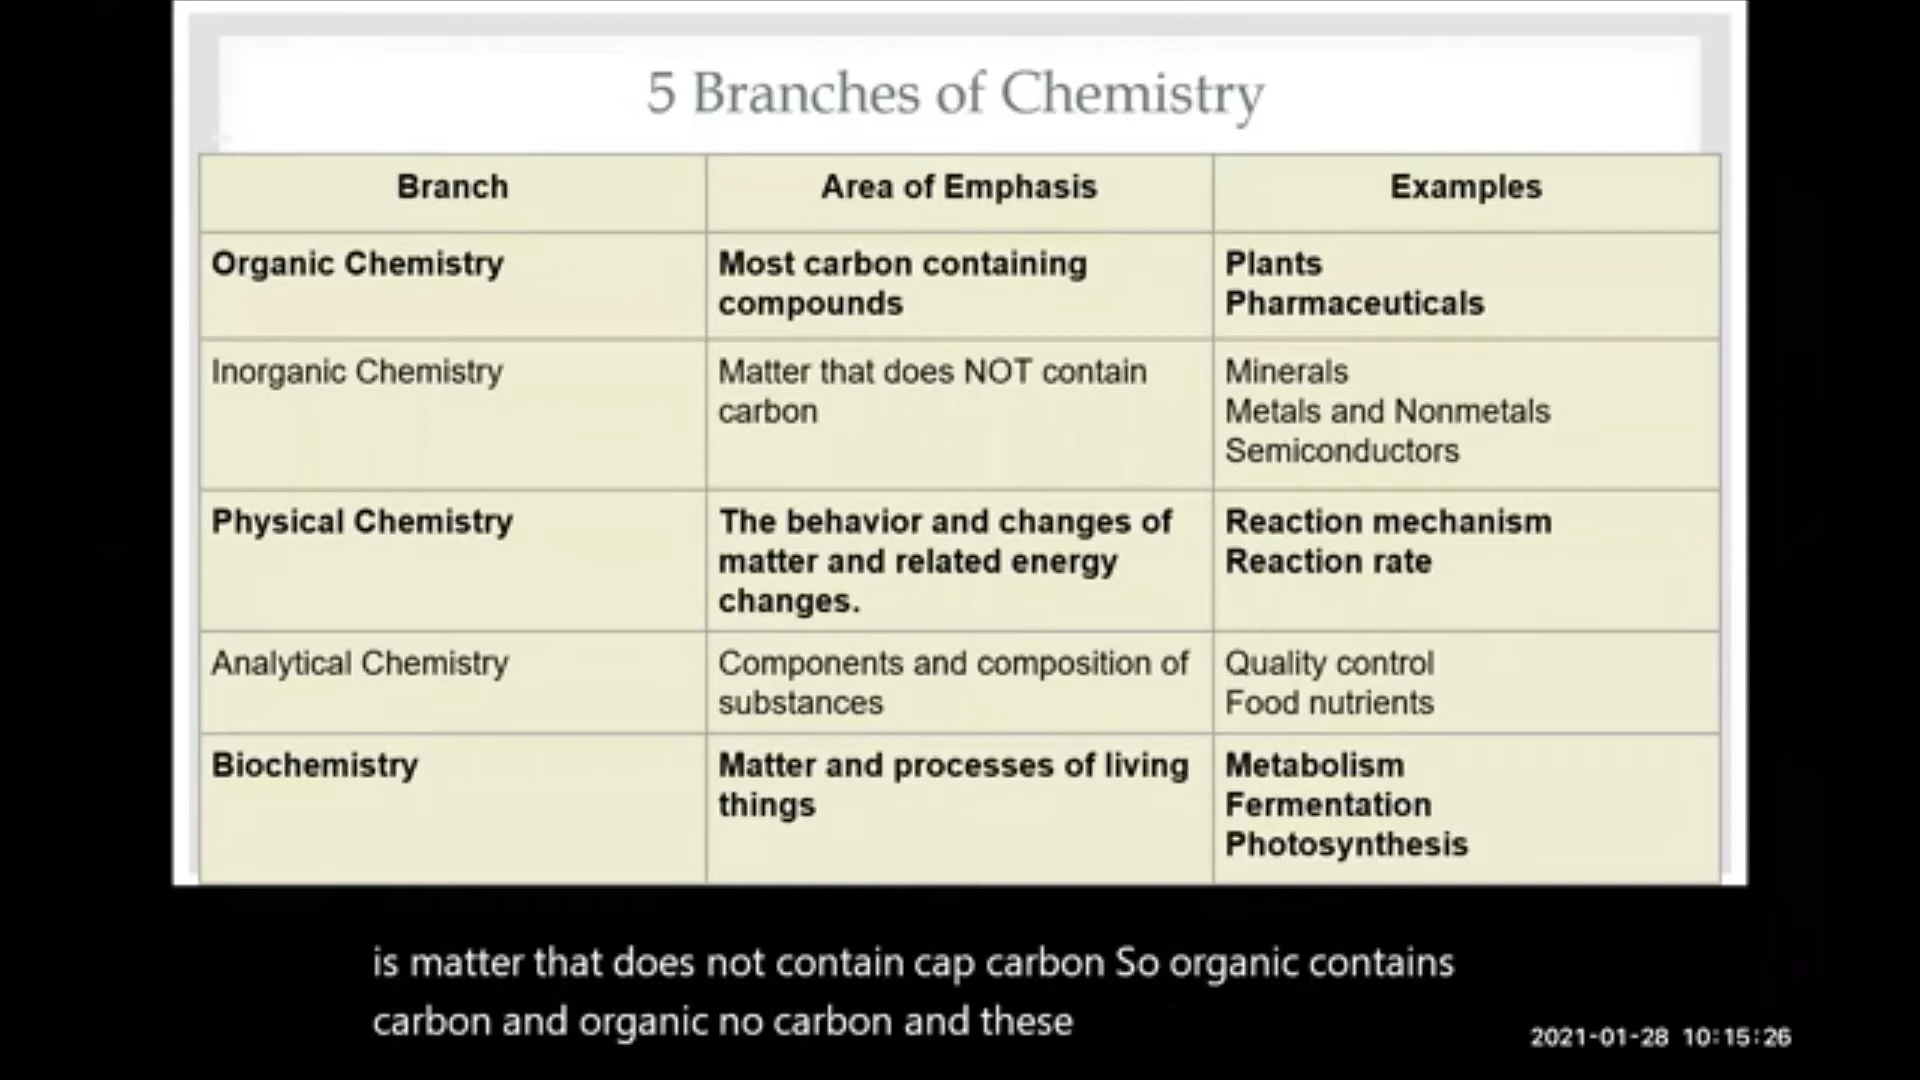 5 Branches of Chemistry
Branch
Area of Emphasis
Examples
Organic Chemistry
Most carbon containing
compounds
Plants
Pharmaceuticals
Inorganic Chemistry
Matter that does NOT contain
carbon
Minerals
Metals and Nonmetals
Semiconductors
Physical Chemistry
The behavior and changes of
matter and related energy
changes.
Reaction mechanism
Reaction rate
Analytical Chemistry
Components and composition of
substances
Quality control
Food nutrients
Biochemistry
Matter and processes of living
things
Metabolism
Fermentation
Photosynthesis
is matter that does not contain cap carbon So organic contains
carbon and organic no carbon and these
2021-01-28 10:15:26